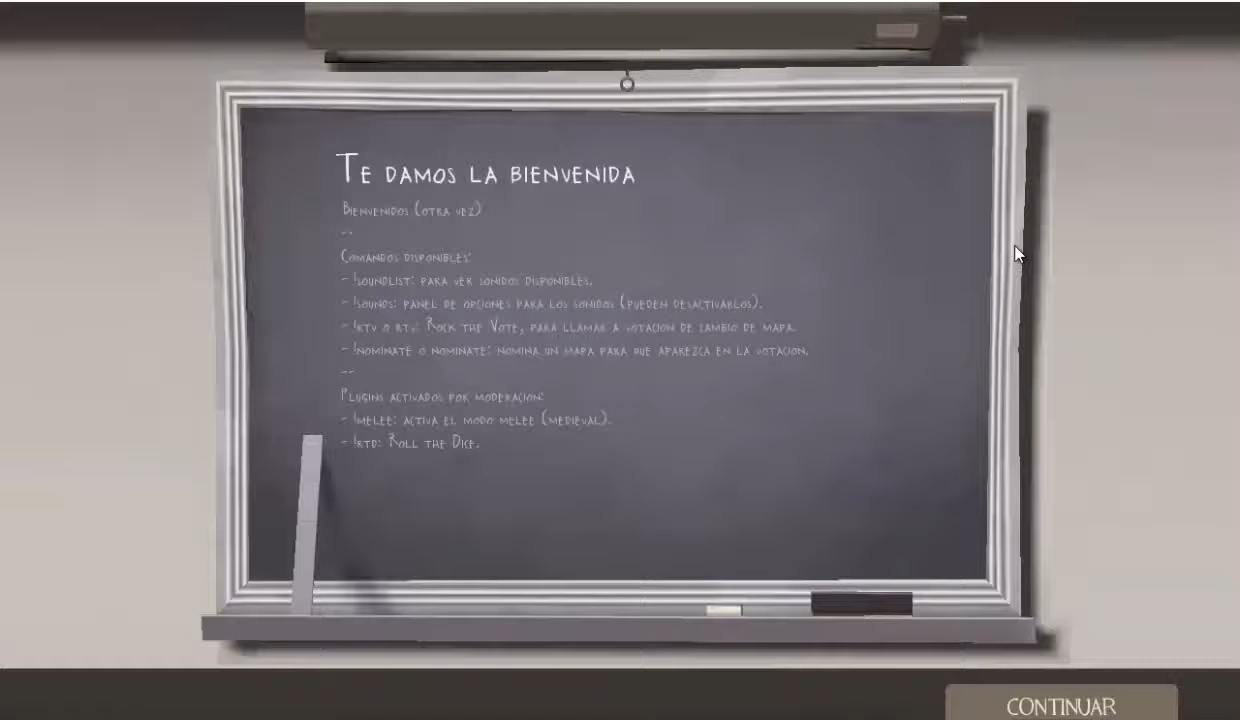 Te damos la bienvenida
Bienvenidos (otra vez)
--
Comandos disponibles:
- !soundlist: para ver sonidos disponibles.
- !sounds: panel de opciones para los sonidos (pueden desactivarlos).
- !rtv o rtv: Rock the Vote, para llamar a votacion de cambio de mapa.
- !nominate o nominate: nomina un mapa para que aparezca en la votacion.
--
Plugins activados por moderacion:
- !melee: activa el modo melee (medieval).
- !rtd: Roll the Dice.
CONTINUAR